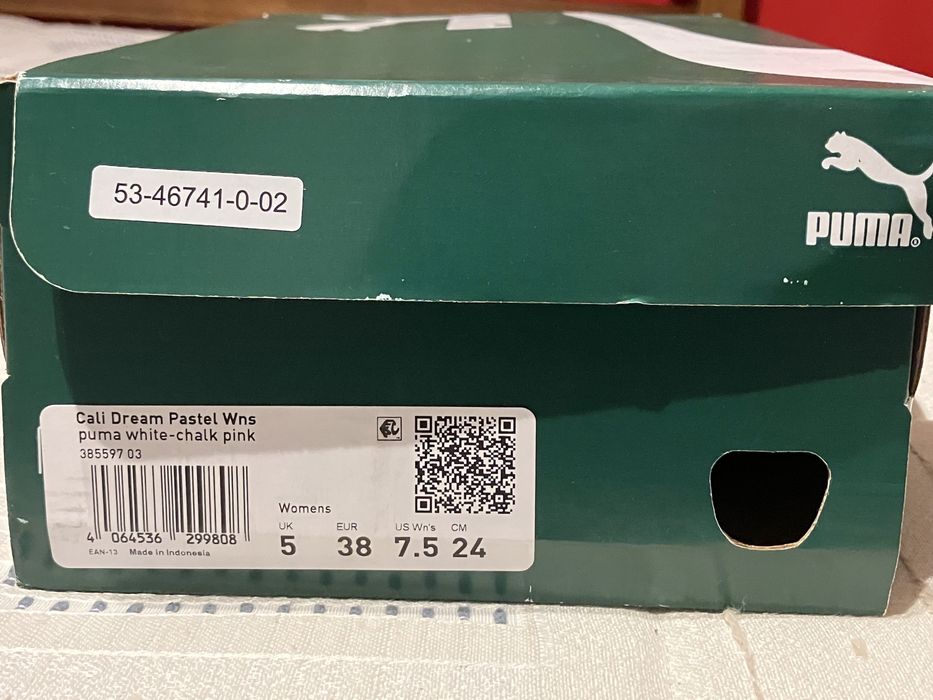 53-46741-0-02
PUMA®
Cali Dream Pastel Wns
puma white-chalk pink
385597 03
4 064536 299808
EAN-13 Made in Indonesia
Womens
UK EUR US Wn's CM
5 38 7.5 24